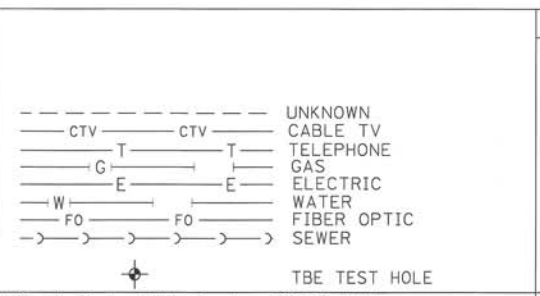 UNKNOWN
CTV CTV CABLE TV
T T TELEPHONE
G GAS
E E ELECTRIC
W WATER
FO FO FIBER OPTIC
SEWER
TBE TEST HOLE